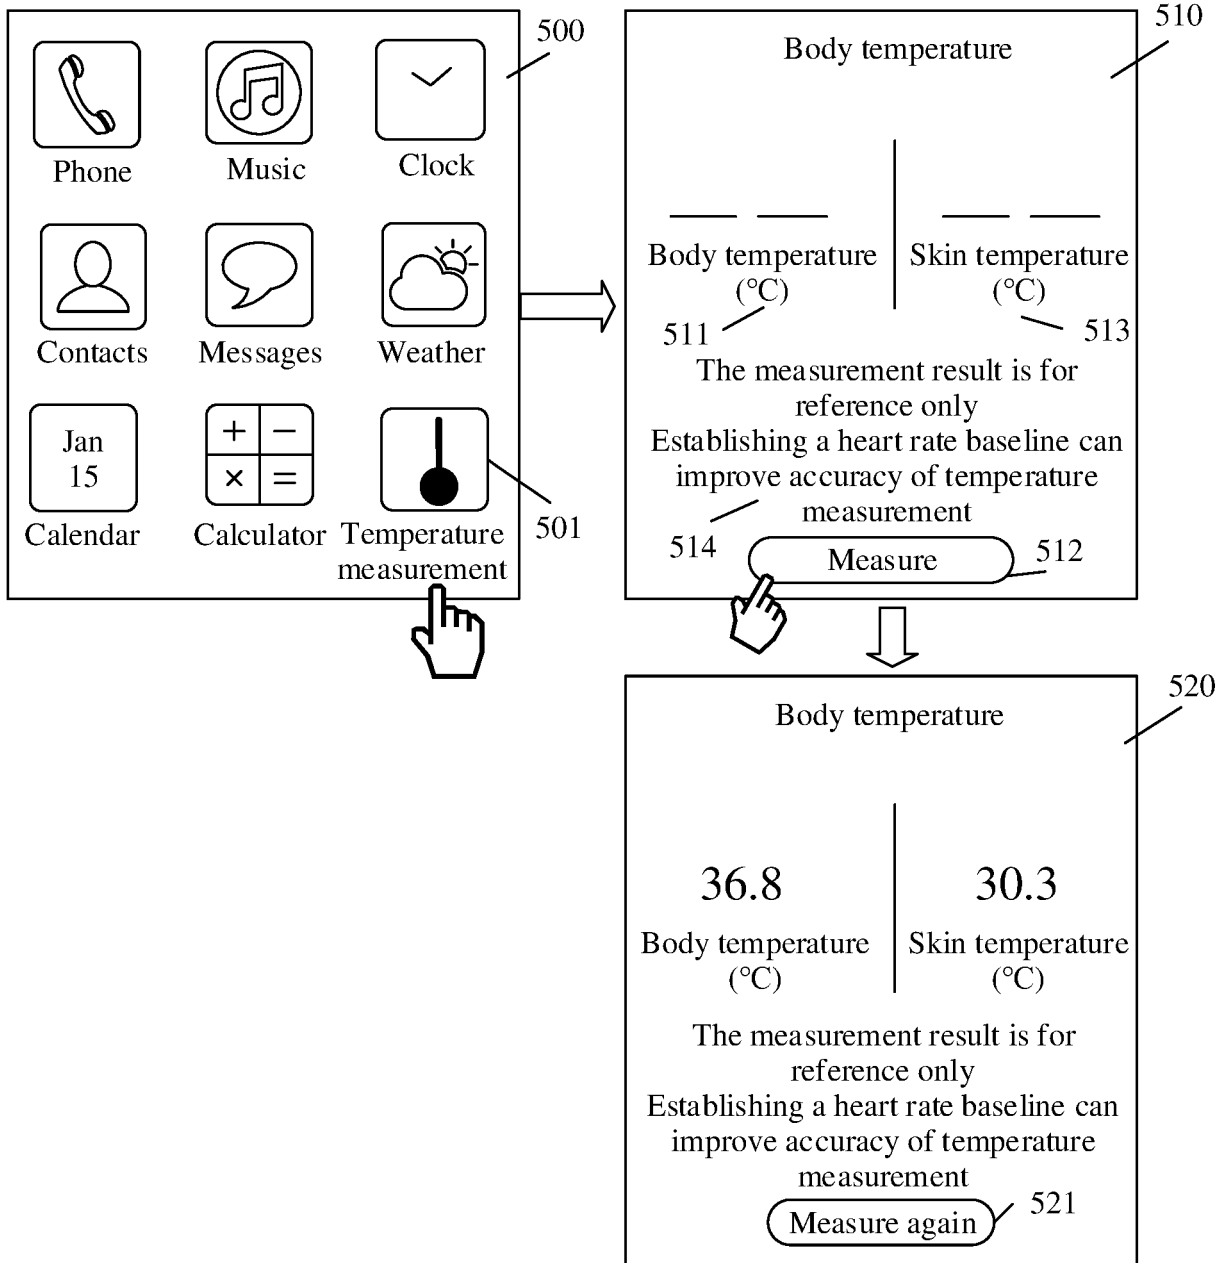 500
Phone
Music
Clock
Contacts
Messages
Weather
Jan
15
+ −
× =
Calendar
Calculator
Temperature
measurement
501
510
Body temperature
— —
— —
Body temperature
(°C)
Skin temperature
(°C)
511
513
The measurement result is for
reference only
Establishing a heart rate baseline can
improve accuracy of temperature
measurement
514
Measure
512
520
Body temperature
36.8
30.3
Body temperature
(°C)
Skin temperature
(°C)
The measurement result is for
reference only
Establishing a heart rate baseline can
improve accuracy of temperature
measurement
Measure again
521